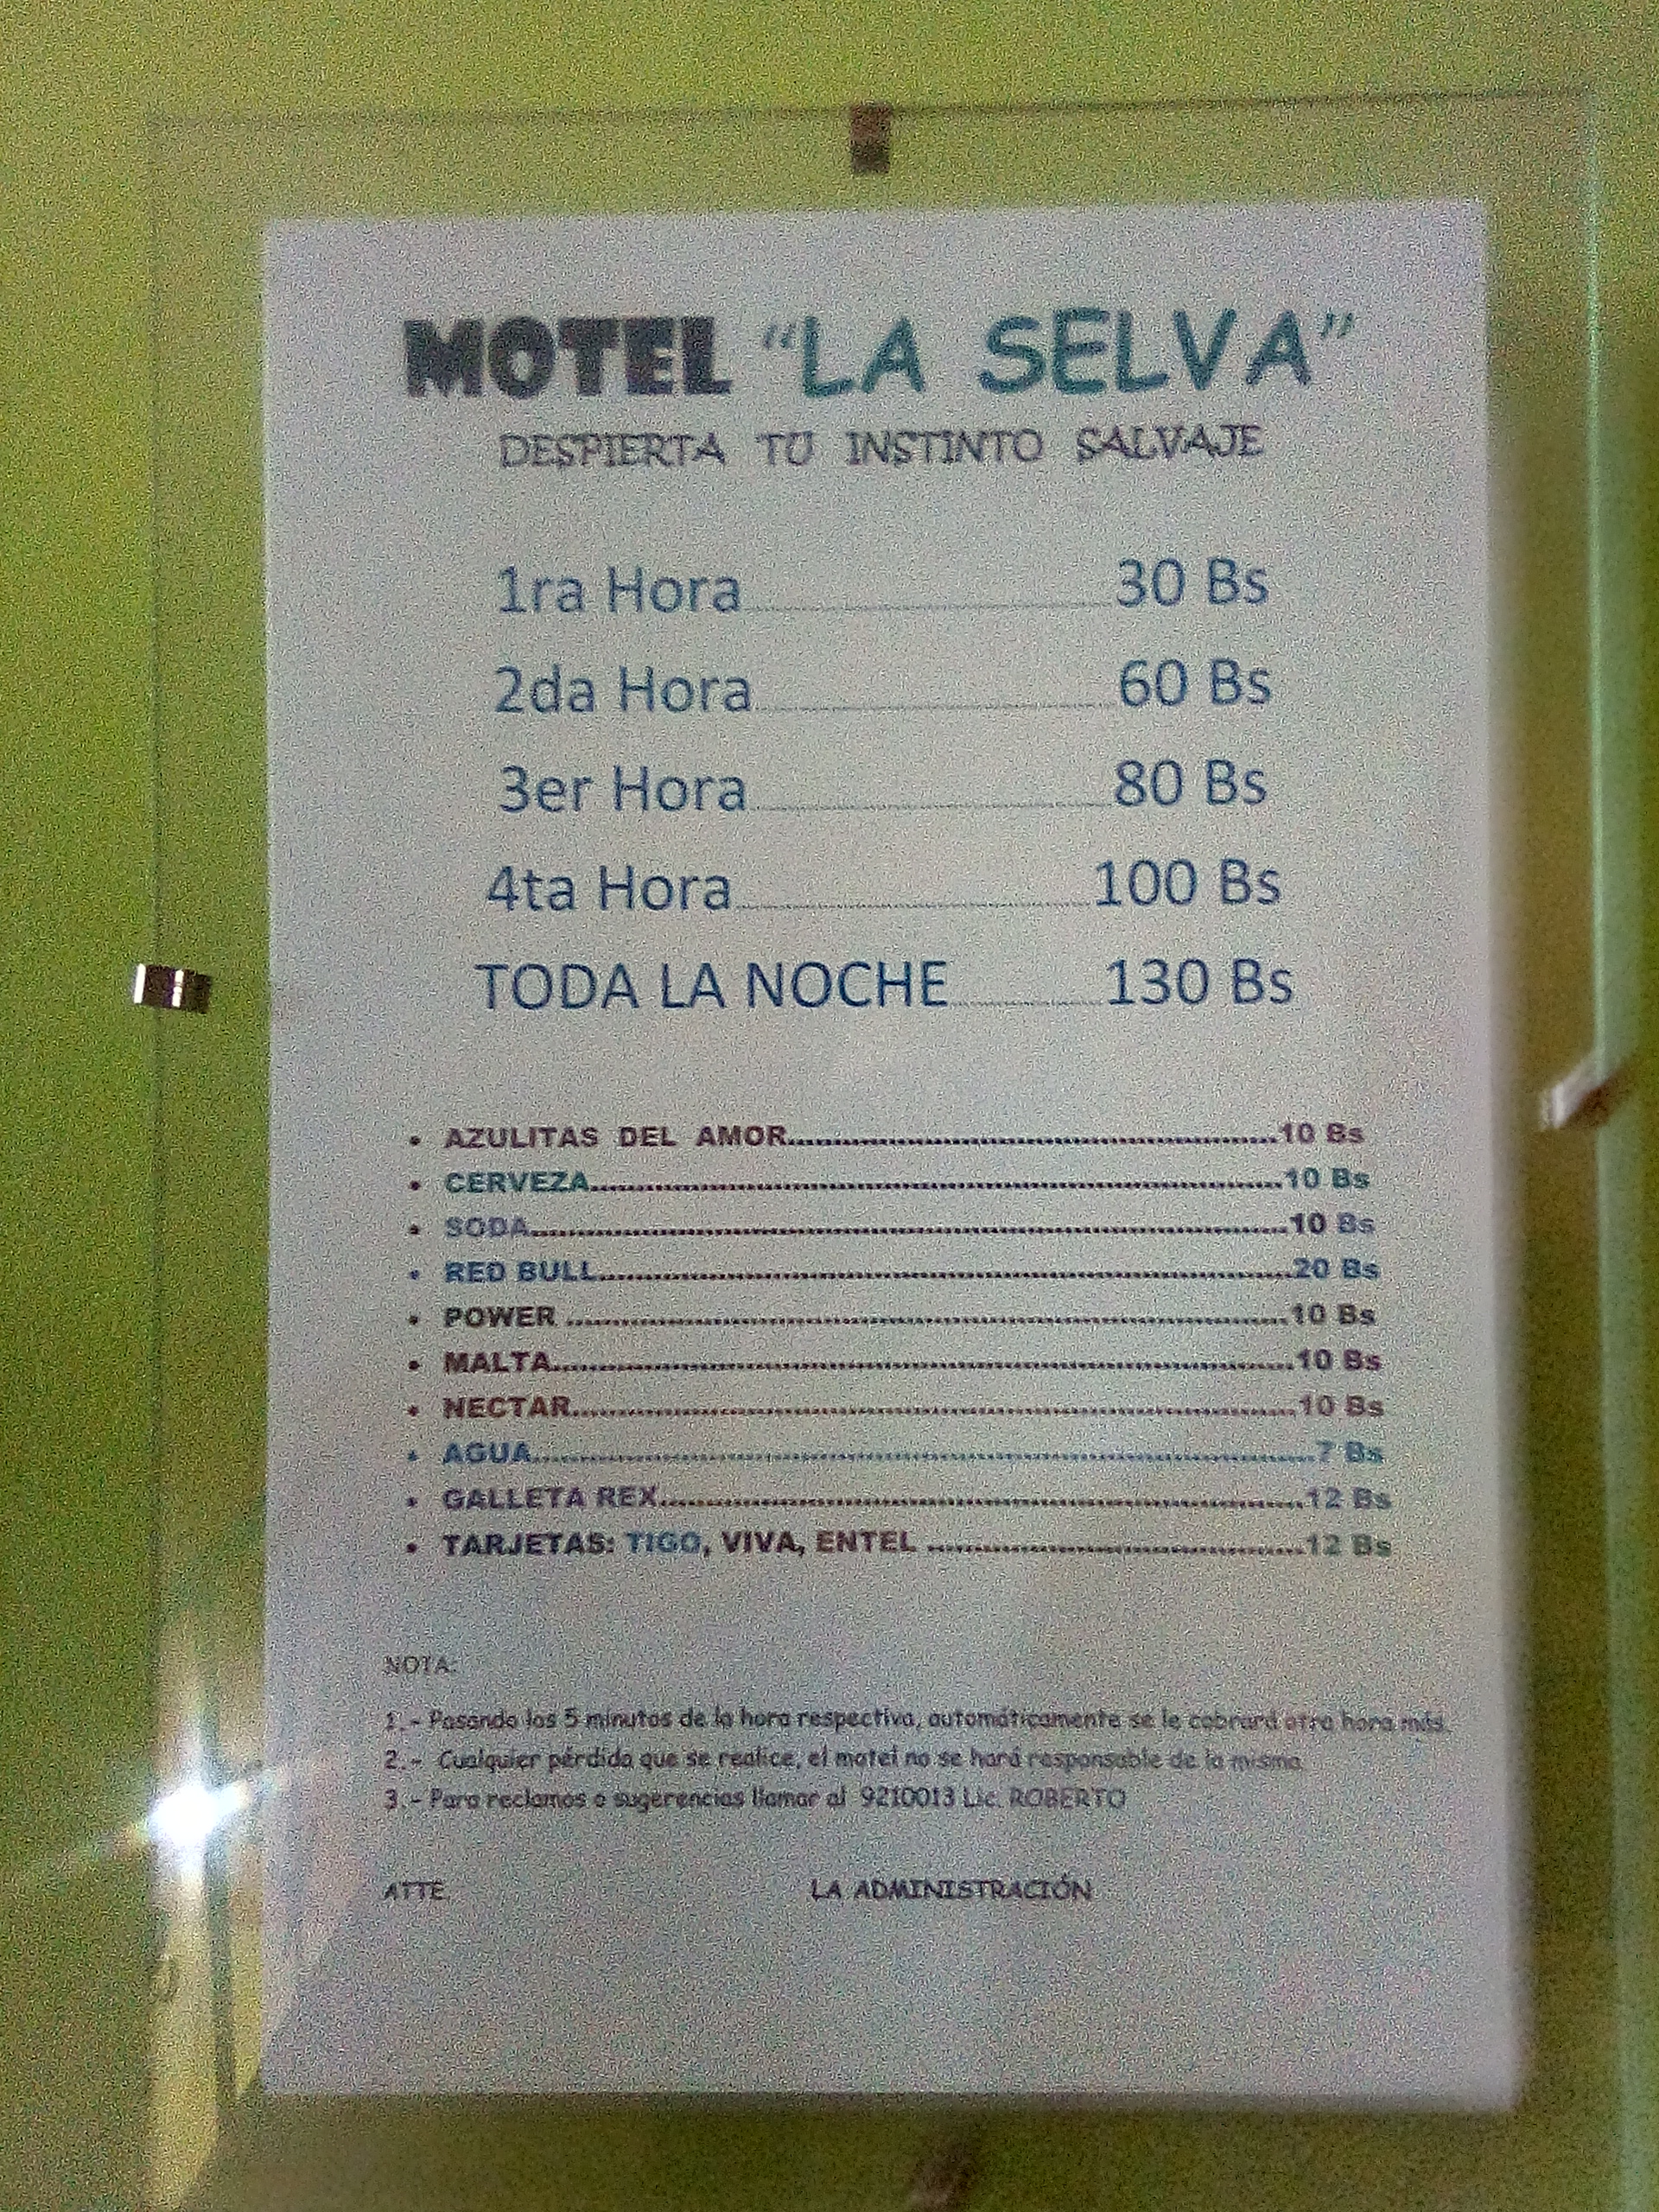 MOTEL "LA SELVA"
DESPIERTA TU INSTINTO SALVAJE
1ra Hora..............................30 Bs
2da Hora..............................60 Bs
3er Hora..............................80 Bs
4ta Hora..............................100 Bs
TODA LA NOCHE.............130 Bs
• AZULITAS DEL AMOR..............................10 Bs
• CERVEZA..............................10 Bs
• SODA..............................10 Bs
• RED BULL..............................20 Bs
• POWER ..............................10 Bs
• MALTA..............................10 Bs
• NECTAR..............................10 Bs
• AGUA..............................7 Bs
• GALLETA REX..............................12 Bs
• TARJETAS: TIGO, VIVA, ENTEL ..............................12 Bs
NOTA:
1.- Pasando los 5 minutos de la hora respectiva, automáticamente se le cobrará otra hora más.
2.- Cualquier pérdida que se realice, el motel no se hará responsable de la misma.
3.- Para reclamos o sugerencias llamar al 9210013 Lic. ROBERTO
ATTE. LA ADMINISTRACIÓN